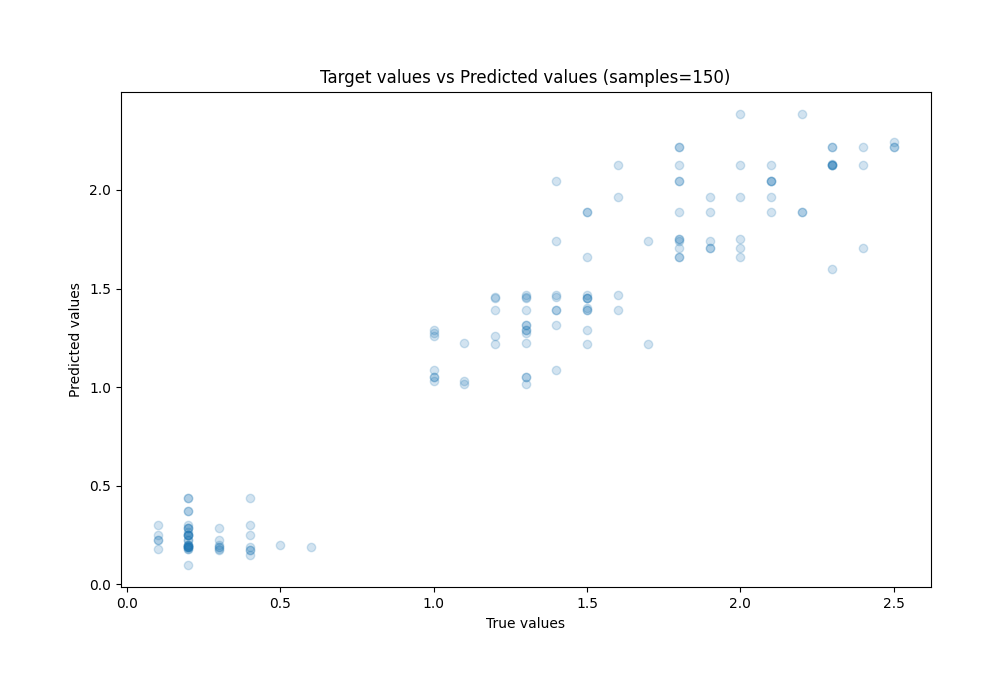 Target values vs Predicted values (samples=150)
Predicted values
2.0
1.5
1.0
0.5
0.0
0.0 0.5 1.0 1.5 2.0 2.5
True values